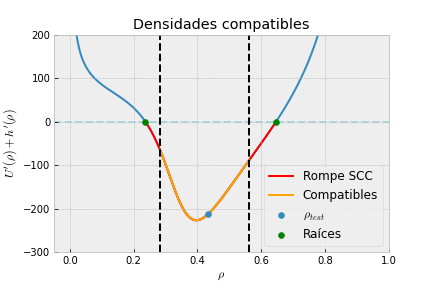 Densidades compatibles
200
100
0
−100
−200
−300
U''(ρ) + h'(ρ)
0.0
0.2
0.4
0.6
0.8
1.0
ρ
Rompe SCC
Compatibles
ρ_test
Raíces